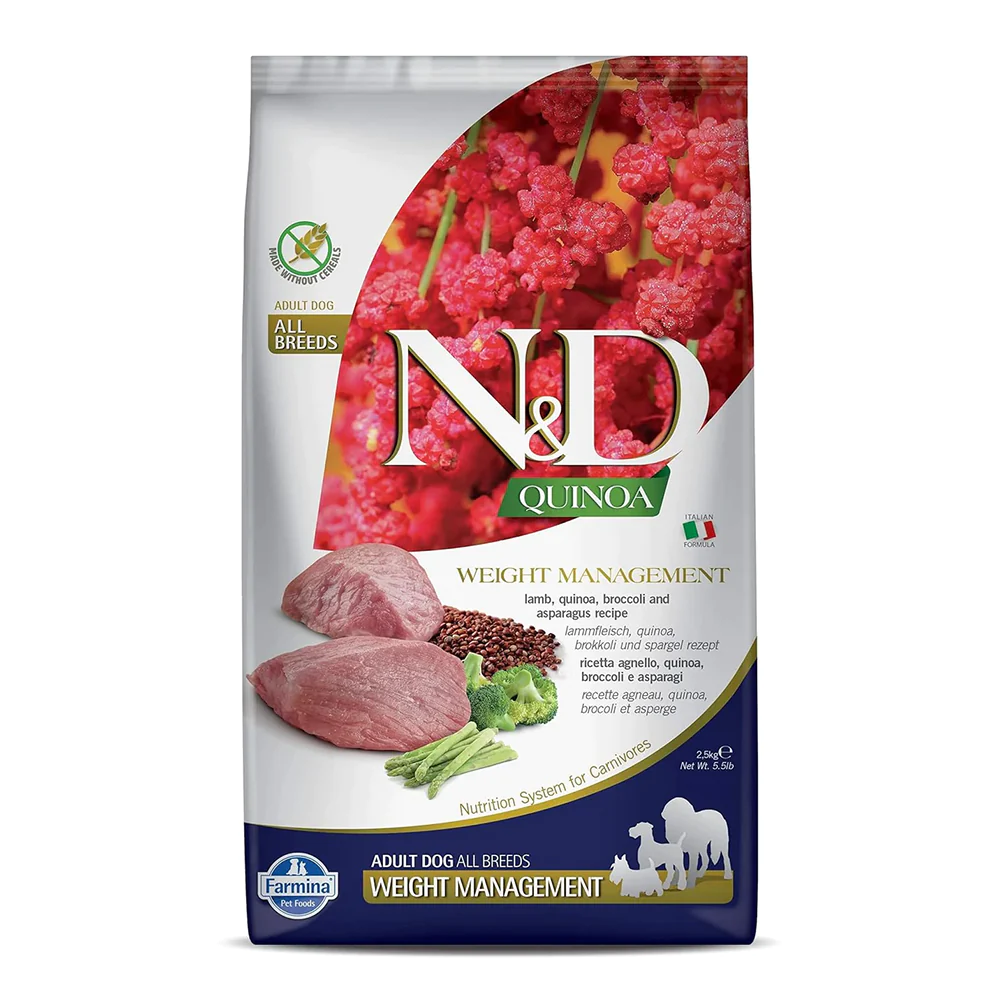 MADE WITHOUT CEREALS
ADULT DOG
ALL
BREEDS
N&D
QUINOA
ITALIAN
FORMULA
WEIGHT MANAGEMENT
lamb, quinoa, broccoli and
asparagus recipe
lammfleisch, quinoa,
brokkoli und spargel rezept
ricetta agnello, quinoa,
broccoli e asparagi
recette agneau, quinoa,
brocoli et asperge
2,5kg℮
Net Wt. 5.5lb
Nutrition System for Carnivores
ADULT DOG ALL BREEDS
WEIGHT MANAGEMENT
Farmina
Pet Foods